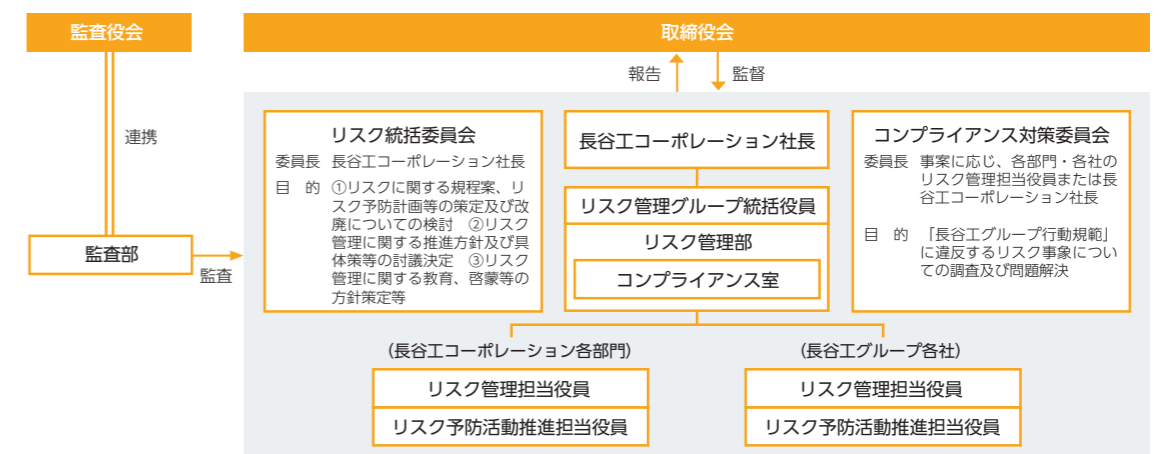 監査役会
取締役会
報告
監督
連携
リスク統括委員会
委員長 長谷工コーポレーション社長
目 的 ①リスクに関する規程案、リ
スク予防計画等の策定及び改
廃についての検討 ②リスク
管理に関する推進方針及び具
体策等の討議決定 ③リスク
管理に関する教育、啓蒙等の
方針策定等
長谷工コーポレーション社長
リスク管理グループ統括役員
リスク管理部
コンプライアンス室
コンプライアンス対策委員会
委員長 事案に応じ、各部門・各社の
リスク管理担当役員または長
谷工コーポレーション社長
目 的 「長谷工グループ行動規範」
に違反するリスク事象につい
ての調査及び問題解決
監査部
監査
(長谷工コーポレーション各部門)
リスク管理担当役員
リスク予防活動推進担当役員
(長谷工グループ各社)
リスク管理担当役員
リスク予防活動推進担当役員